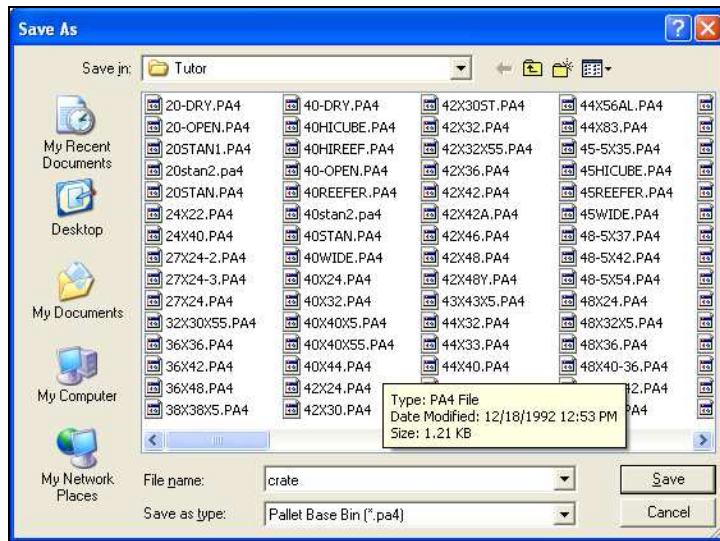 Save As
Save in: Tutor
My Recent Documents
Desktop
My Documents
My Computer
My Network Places
20-DRY.PA4
20-OPEN.PA4
20STAN1.PA4
20stan2.pa4
20STAN.PA4
24X22.PA4
24X40.PA4
27X24-2.PA4
27X24-3.PA4
27X24.PA4
32X30X55.PA4
36X36.PA4
36X42.PA4
36X48.PA4
38X38X5.PA4
40-DRY.PA4
40HICUBE.PA4
40HIREEF.PA4
40-OPEN.PA4
40REEFER.PA4
40stan2.pa4
40STAN.PA4
40WIDE.PA4
40X24.PA4
40X32.PA4
40X40X5.PA4
40X40X55.PA4
40X44.PA4
42X24.PA4
42X30.PA4
42X30ST.PA4
42X32.PA4
42X32X55.PA4
42X36.PA4
42X42.PA4
42X42A.PA4
42X46.PA4
42X48.PA4
42X48Y.PA4
43X43X5.PA4
44X32.PA4
44X33.PA4
44X40.PA4
44X56AL.PA4
44X83.PA4
45-5X35.PA4
45HICUBE.PA4
45REEFER.PA4
45WIDE.PA4
48-5X37.PA4
48-5X42.PA4
48-5X54.PA4
48X24.PA4
48X32X5.PA4
48X36.PA4
48X40-36.PA4
42.PA4
PA4
Type: PA4 File
Date Modified: 12/18/1992 12:53 PM
Size: 1.21 KB
File name: crate
Save
Save as type: Pallet Base Bin (*.pa4)
Cancel